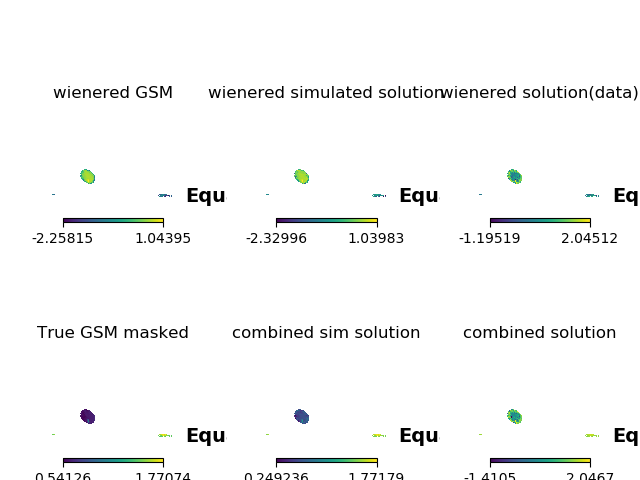 wienered GSM wienered simulated solution wienered solution(data)
Equ Equ Eq
-2.25815 1.04395 -2.32996 1.03983 -1.19519 2.04512
True GSM masked combined sim solution combined solution
Equ Equ Eq
0.54126 1.77074 0.249236 1.77179 -1.4105 2.0467